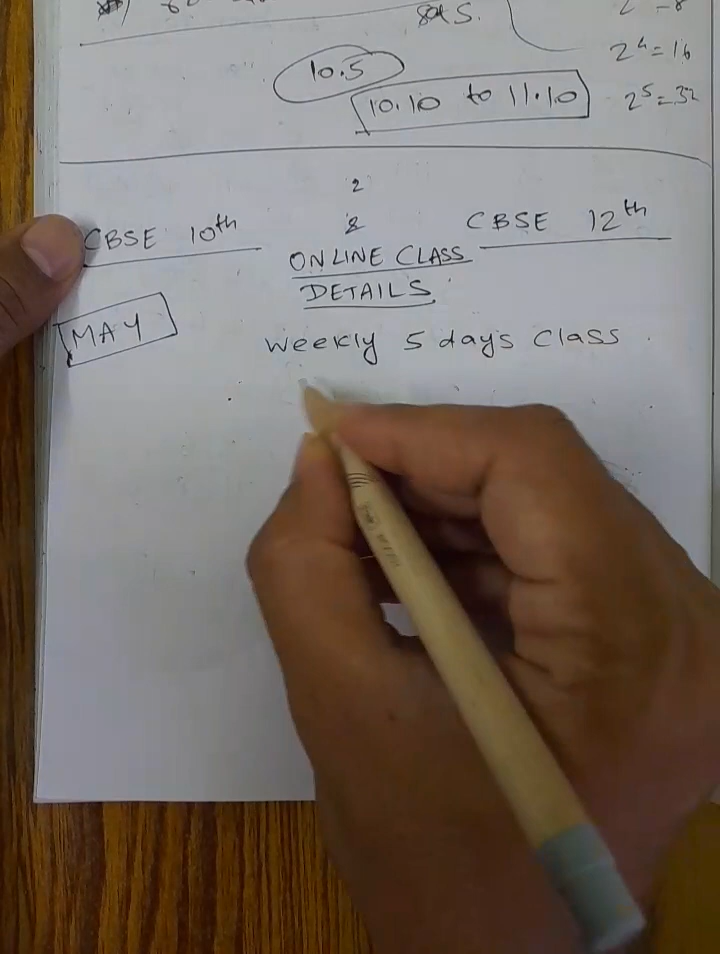 sat s.
2⁴ = 16
10.5
10.10 to 11.10
2⁵ = 32
2
&
CBSE 10th
CBSE 12th
ONLINE CLASS
DETAILS
MAY
Weekly 5 days Class